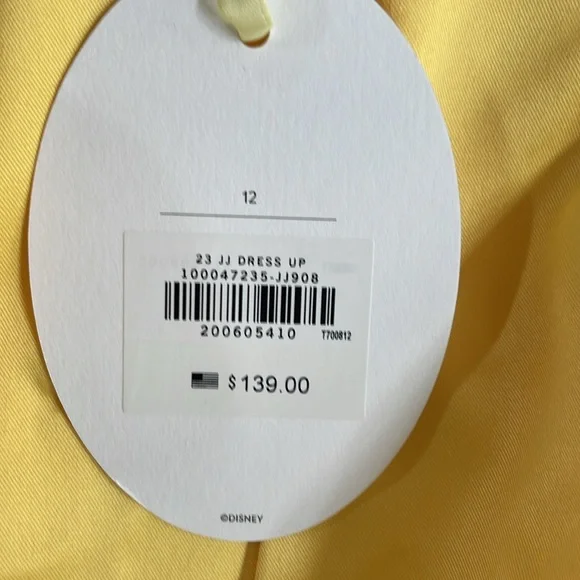 12
23 JJ DRESS UP
100047235-JJ908
200605410 T700812
$139.00
©DISNEY